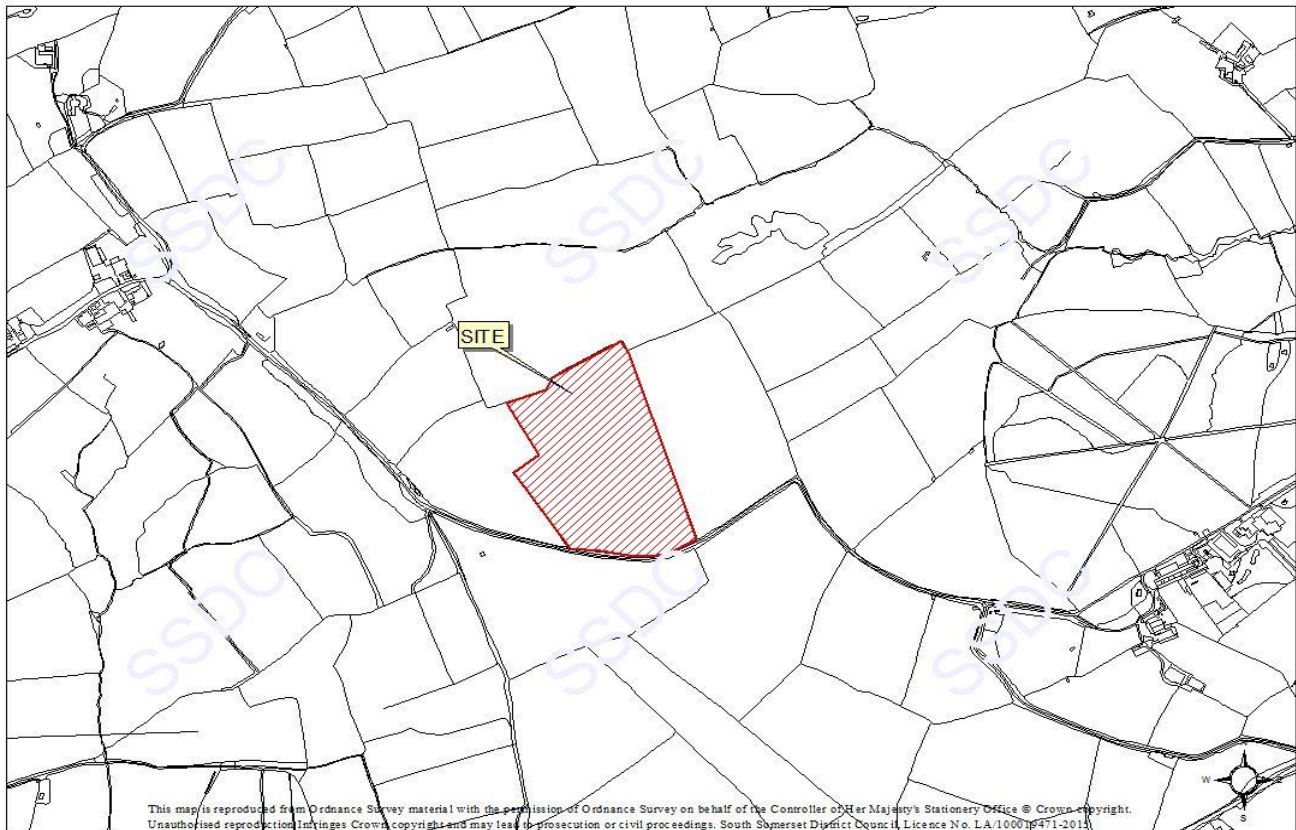 SSDC
SSDC
SSDC
SITE
SSDC
SSDC
SSDC
W
S
This map is reproduced from Ordnance Survey material with the permission of Ordnance Survey on behalf of the Controller of Her Majesty's Stationery Office © Crown copyright.
Unauthorised reproduction infringes Crown copyright and may lead to prosecution or civil proceedings. South Somerset District Council, Licence No. LA/100019471-2015